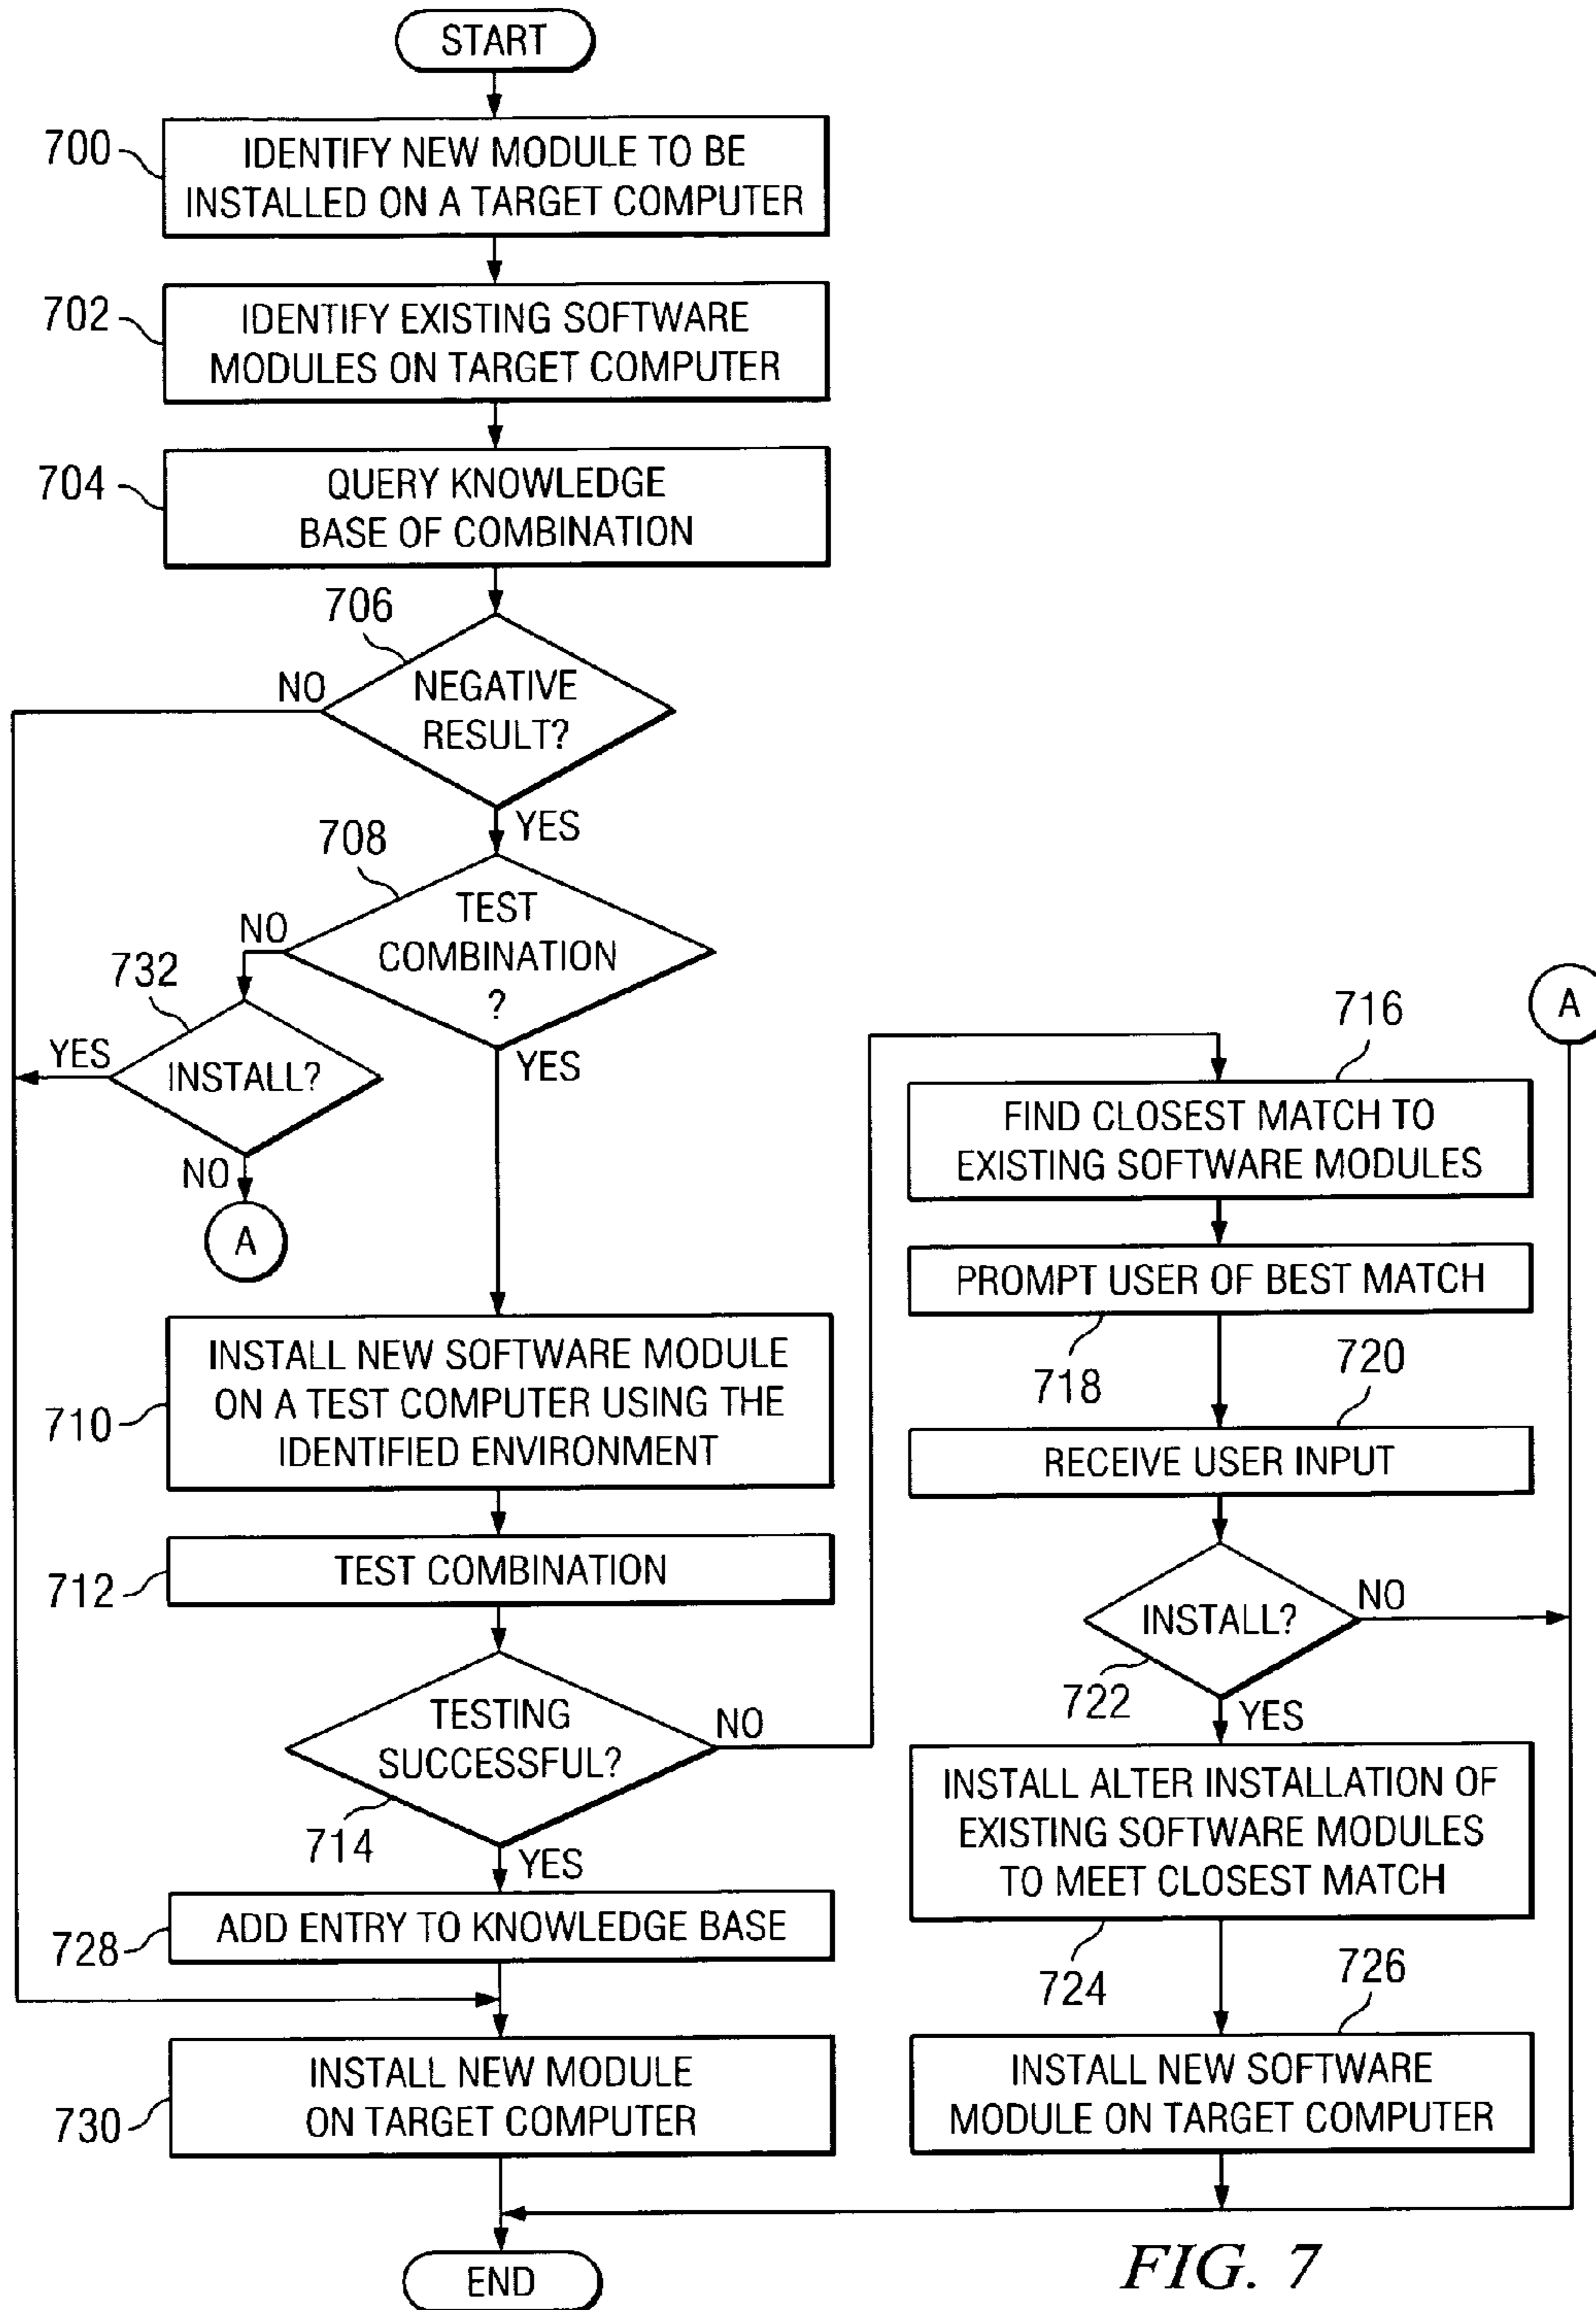 START
700
IDENTIFY NEW MODULE TO BE
INSTALLED ON A TARGET COMPUTER
702
IDENTIFY EXISTING SOFTWARE
MODULES ON TARGET COMPUTER
704
QUERY KNOWLEDGE
BASE OF COMBINATION
706
NO
NEGATIVE
RESULT?
YES
708
NO
TEST
COMBINATION
?
YES
732
YES
INSTALL?
NO
A
710
INSTALL NEW SOFTWARE MODULE
ON A TEST COMPUTER USING THE
IDENTIFIED ENVIRONMENT
712
TEST COMBINATION
TESTING
SUCCESSFUL?
NO
714
YES
728
ADD ENTRY TO KNOWLEDGE BASE
730
INSTALL NEW MODULE
ON TARGET COMPUTER
END
A
716
FIND CLOSEST MATCH TO
EXISTING SOFTWARE MODULES
PROMPT USER OF BEST MATCH
718
720
RECEIVE USER INPUT
INSTALL?
NO
722
YES
INSTALL ALTER INSTALLATION OF
EXISTING SOFTWARE MODULES
TO MEET CLOSEST MATCH
724
726
INSTALL NEW SOFTWARE
MODULE ON TARGET COMPUTER
FIG. 7